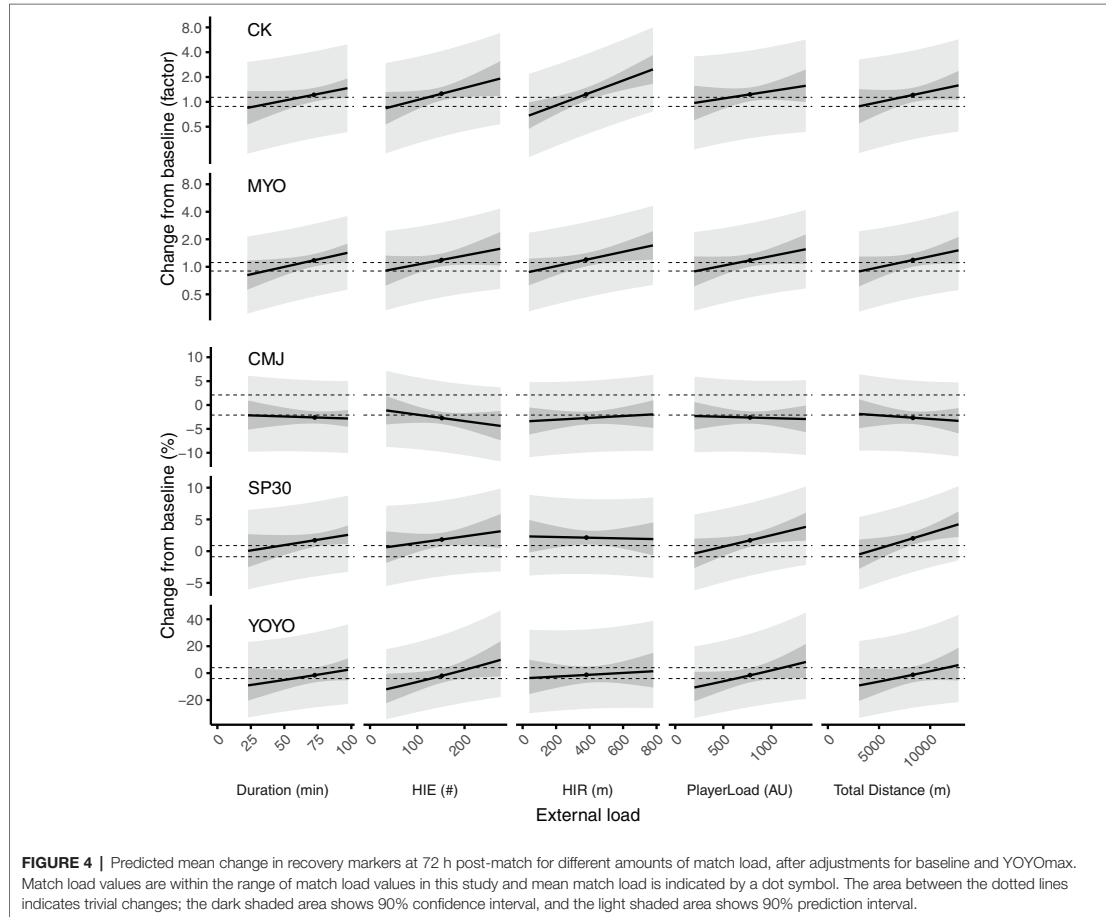 Change from baseline (factor)
CK
8.0
4.0
2.0
1.0
0.5
MYO
8.0
4.0
2.0
1.0
0.5
Change from baseline (%)
CMJ
10
5
0
−5
−10
SP30
10
5
0
−5
YOYO
40
20
0
−20
0 25 50 75 100
0 100 200
0 200 400 600 800
0 500 1000
0 5000 10000
Duration (min) HIE (#) HIR (m) PlayerLoad (AU) Total Distance (m)
External load
FIGURE 4 | Predicted mean change in recovery markers at 72 h post-match for different amounts of match load, after adjustments for baseline and YOYOmax.
Match load values are within the range of match load values in this study and mean match load is indicated by a dot symbol. The area between the dotted lines
indicates trivial changes; the dark shaded area shows 90% confidence interval, and the light shaded area shows 90% prediction interval.